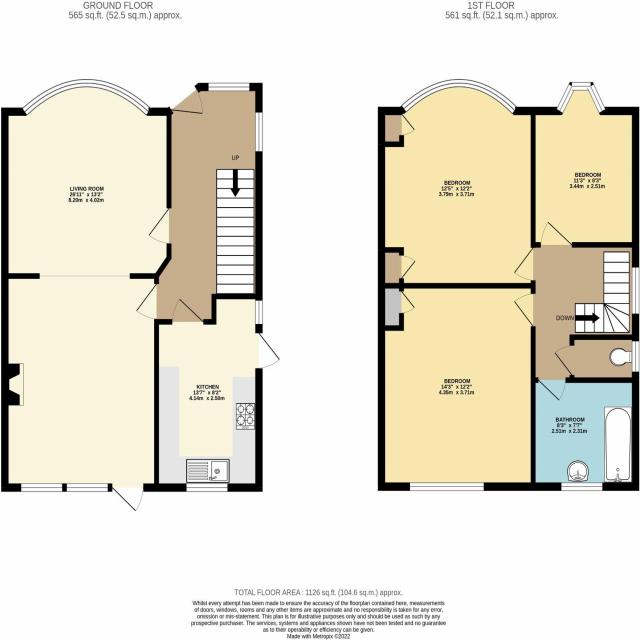 GROUND FLOOR
565 sq.ft. (52.5 sq.m.) approx.
1ST FLOOR
561 sq.ft. (52.1 sq.m.) approx.
UP
LIVING ROOM
26'11" x 13'2"
8.20m x 4.02m
KITCHEN
13'7" x 8'2"
4.14m x 2.50m
BEDROOM
12'5" x 12'2"
3.79m x 3.71m
BEDROOM
11'3" x 8'3"
3.44m x 2.51m
DOWN
BEDROOM
14'3" x 12'2"
4.35m x 3.71m
BATHROOM
8'3" x 7'7"
2.51m x 2.31m
TOTAL FLOOR AREA : 1126 sq.ft. (104.6 sq.m.) approx.
Whilst every attempt has been made to ensure the accuracy of the floorplan contained here, measurements
of doors, windows, rooms and any other items are approximate and no responsibility is taken for any error,
omission or mis-statement. This plan is for illustrative purposes only and should be used as such by any
prospective purchaser. The services, systems and appliances shown have not been tested and no guarantee
as to their operability or efficiency can be given.
Made with Metropix ©2022